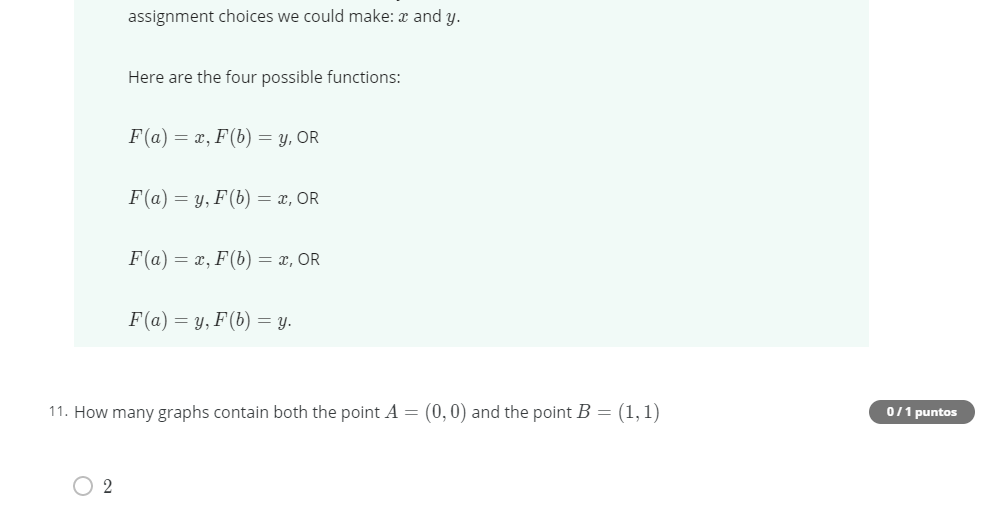 assignment choices we could make: x and y.
Here are the four possible functions:
F(a) = x, F(b) = y, OR
F(a) = y, F(b) = x, OR
F(a) = x, F(b) = x, OR
F(a) = y, F(b) = y.
11. How many graphs contain both the point A = (0, 0) and the point B = (1, 1)
0 / 1 puntos
2